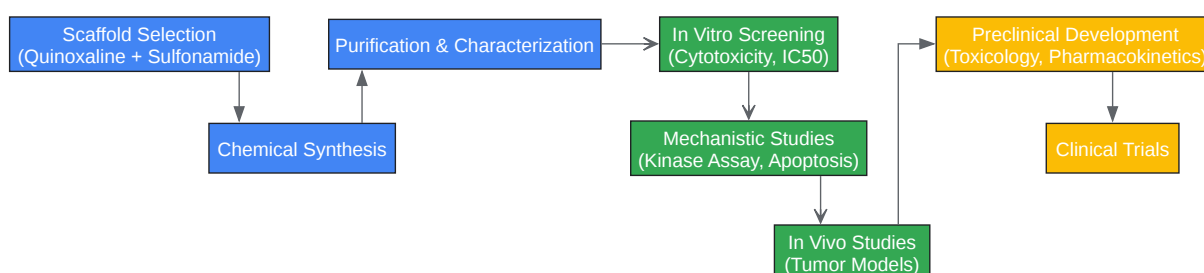 Scaffold Selection
(Quinoxaline + Sulfonamide)
Chemical Synthesis
Purification & Characterization
In Vitro Screening
(Cytotoxicity, IC50)
Mechanistic Studies
(Kinase Assay, Apoptosis)
In Vivo Studies
(Tumor Models)
Preclinical Development
(Toxicology, Pharmacokinetics)
Clinical Trials